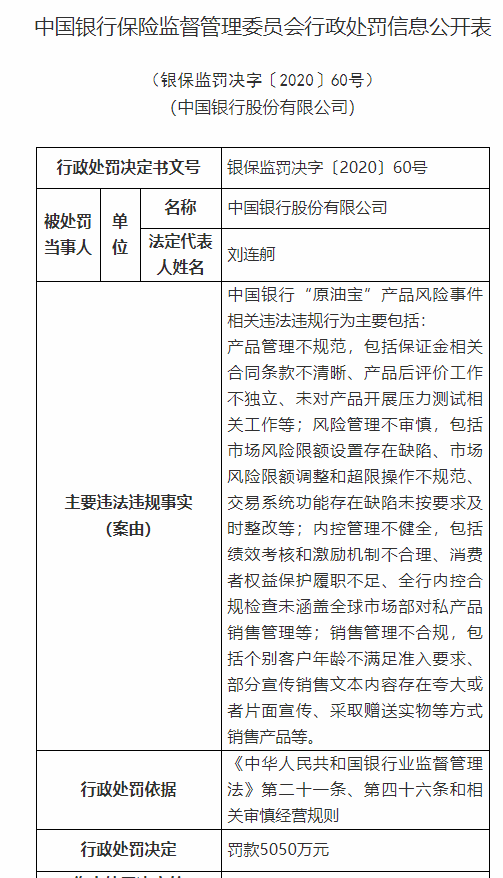 中国银行保险监督管理委员会行政处罚信息公开表
（银保监罚决字〔2020〕60号）
（中国银行股份有限公司）
行政处罚决定书文号
银保监罚决字〔2020〕60号
被处罚
当事人
单
位
名称
中国银行股份有限公司
法定代表
人姓名
刘连舸
主要违法违规事实
（案由）
中国银行“原油宝”产品风险事件
相关违法违规行为主要包括：
产品管理不规范，包括保证金相关
合同条款不清晰、产品后评价工作
不独立、未对产品开展压力测试相
关工作等；风险管理不审慎，包括
市场风险限额设置存在缺陷、市场
风险限额调整和超限操作不规范、
交易系统功能存在缺陷未按要求及
时整改等；内控管理不健全，包括
绩效考核和激励机制不合理、消费
者权益保护履职不足、全行内控合
规检查未涵盖全球市场部对私产品
销售管理等；销售管理不合规，包
括个别客户年龄不满足准入要求、
部分宣传销售文本内容存在夸大或
者片面宣传、采取赠送实物等方式
销售产品等。
行政处罚依据
《中华人民共和国银行业监督管理
法》第二十一条、第四十六条和相
关审慎经营规则
行政处罚决定
罚款5050万元